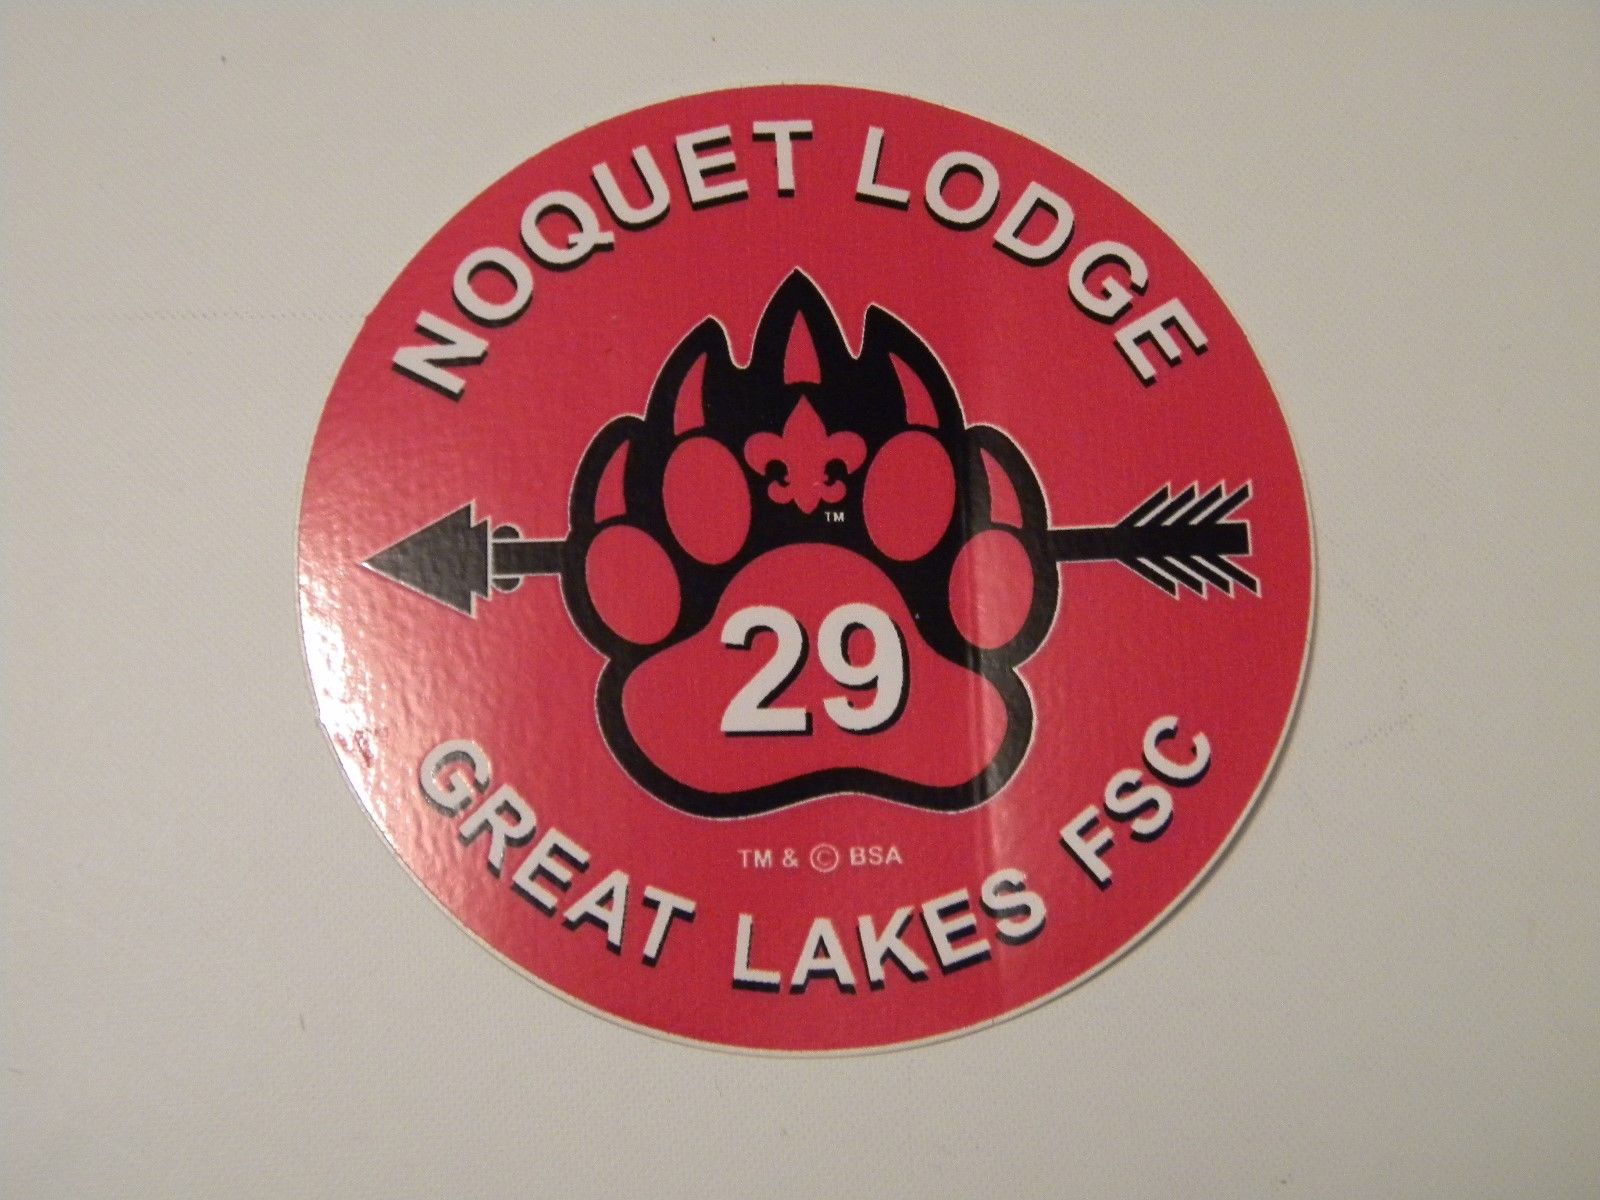 NOQUET LODGE
TM
29
TM & © BSA
GREAT LAKES FSC